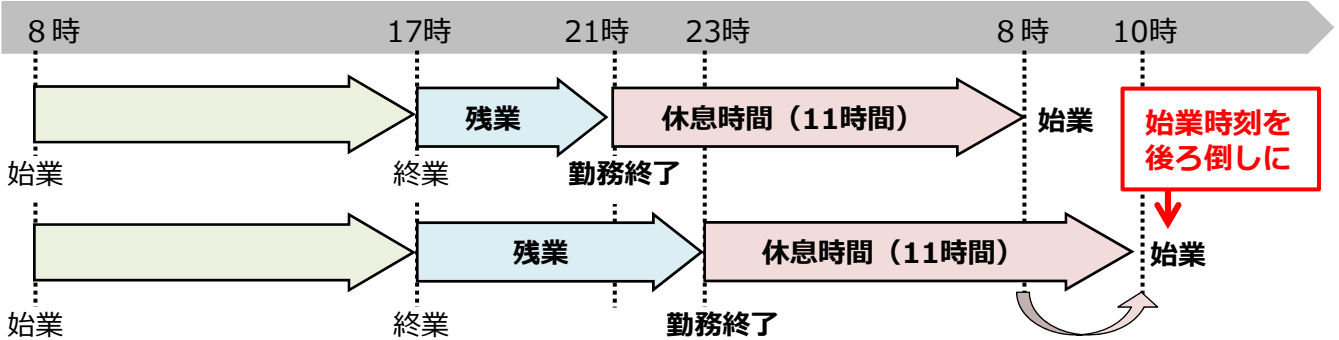 ８時 17時 21時 23時 ８時 10時
残業 休息時間（11時間） 始業
始業時刻を
後ろ倒しに
始業 終業 勤務終了
残業 休息時間（11時間） 始業
始業 終業 勤務終了